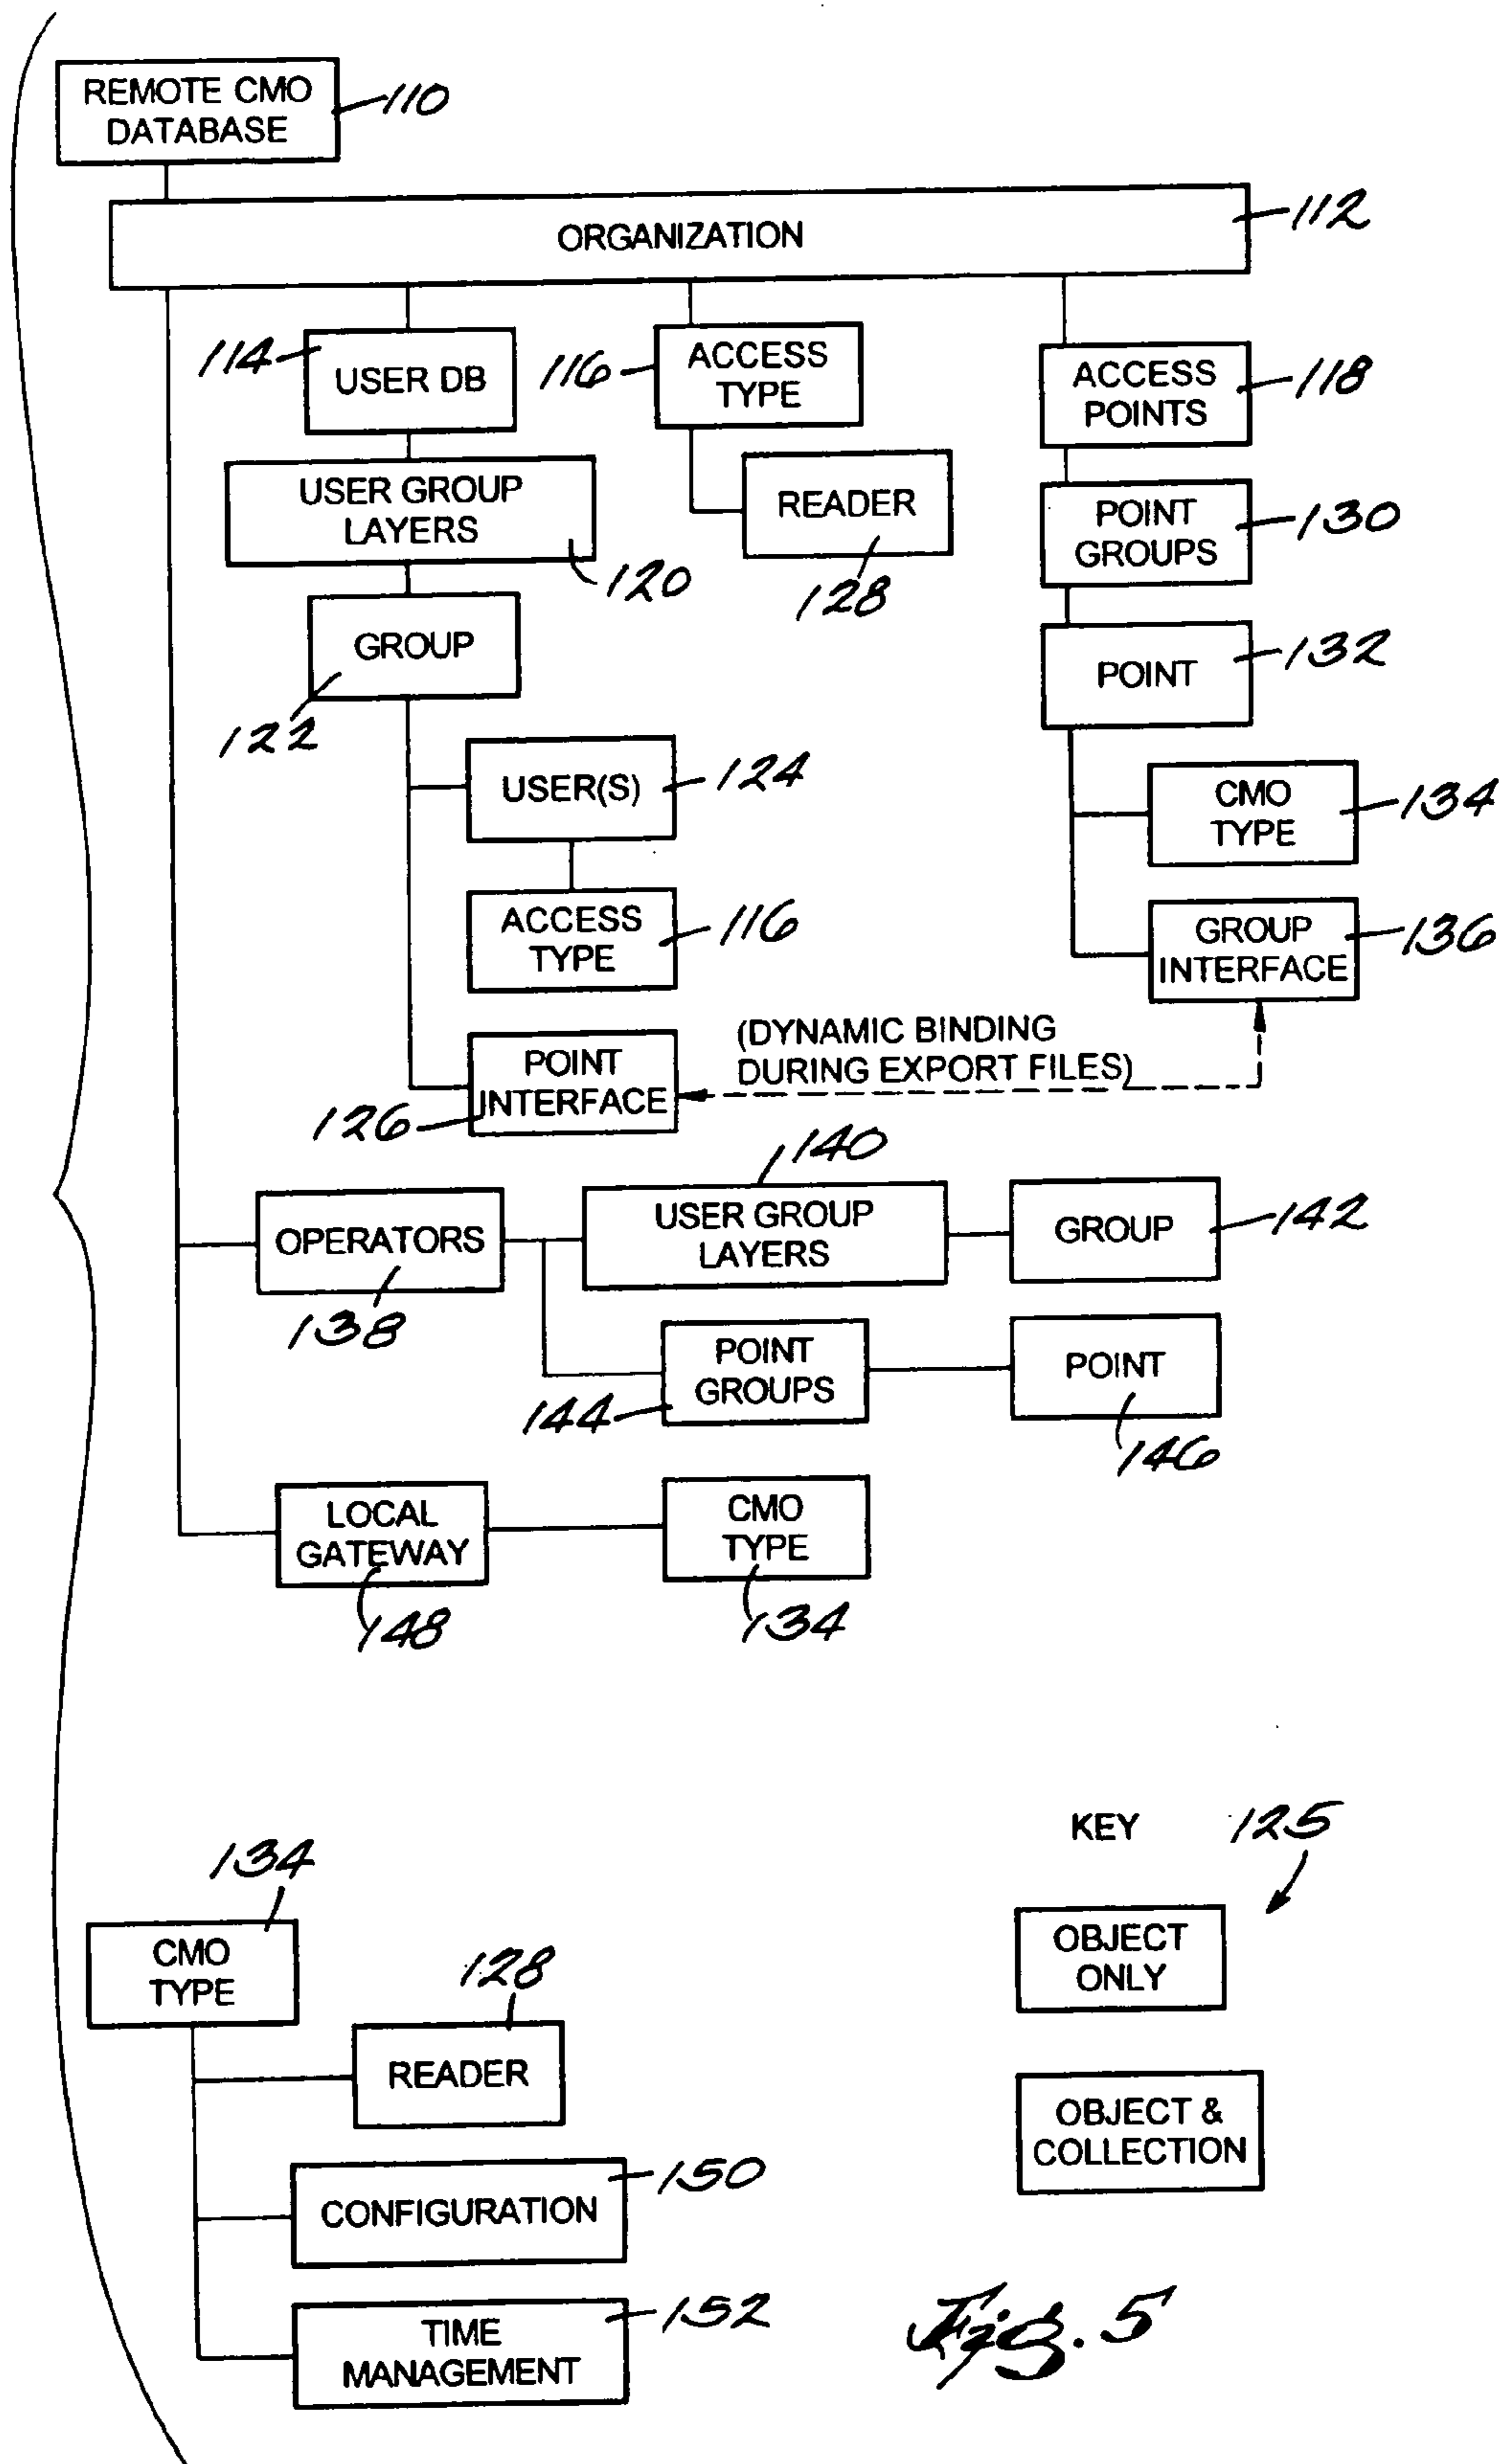 REMOTE CMO
DATABASE
110
ORGANIZATION
112
114
USER DB
116
ACCESS
TYPE
ACCESS
POINTS
118
USER GROUP
LAYERS
120
READER
128
POINT
GROUPS
130
GROUP
122
POINT
132
USER(S)
124
CMO
TYPE
134
ACCESS
TYPE
116
GROUP
INTERFACE
136
(DYNAMIC BINDING
DURING EXPORT FILES)
POINT
INTERFACE
126
OPERATORS
138
140
USER GROUP
LAYERS
GROUP
142
POINT
GROUPS
144
POINT
146
LOCAL
GATEWAY
148
CMO
TYPE
134
KEY
125
134
CMO
TYPE
OBJECT
ONLY
128
READER
OBJECT &
COLLECTION
CONFIGURATION
150
TIME
MANAGEMENT
152
Fig. 5